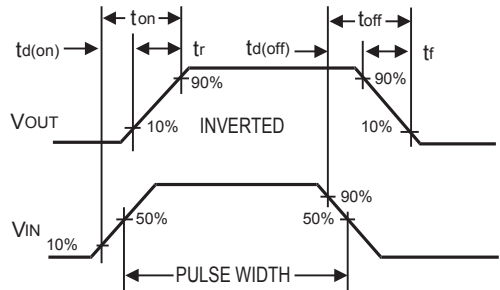 ton
toff
td(on)
tr
td(off)
tf
90%
90%
VOUT
10%
INVERTED
10%
90%
VIN
50%
50%
10%
PULSE WIDTH